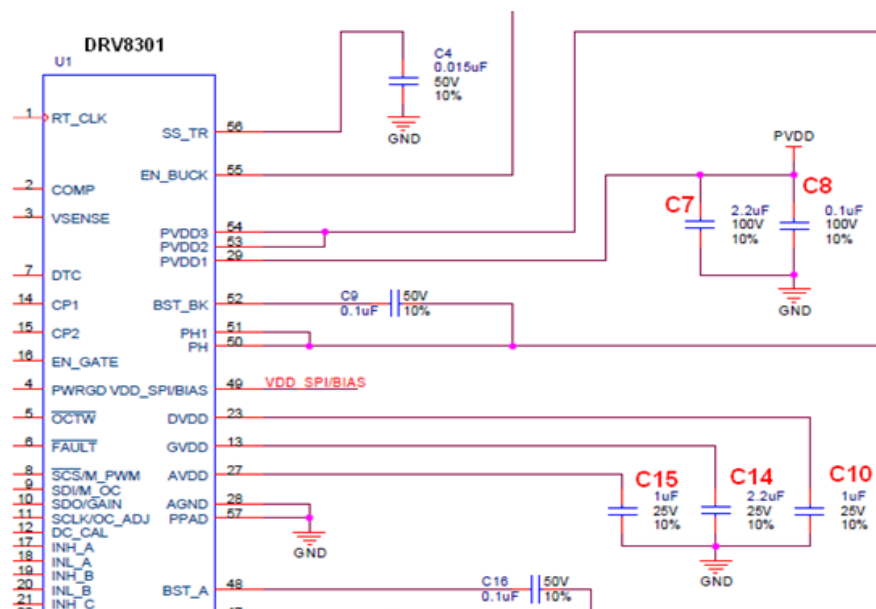 DRV8301
U1
1
RT_CLK
2
COMP
3
VSENSE
7
DTC
14
CP1
15
CP2
16
EN_GATE
4
PWRGD
5
OCTW
6
FAULT
8
SCS/M_PWM
9
SDI/M_OC
10
SDO/GAIN
11
SCLK/OC_ADJ
12
DC_CAL
17
INH_A
18
INL_A
19
INH_B
20
INL_B
21
INH_C
SS_TR
56
EN_BUCK
55
PVDD3
54
PVDD2
53
PVDD1
29
BST_BK
52
PH1
51
PH
50
VDD_SPI/BIAS
49
VDD_SPI/BIAS
DVDD
23
GVDD
13
AVDD
27
AGND
28
PPAD
57
BST_A
48
C4
0.015uF
50V
10%
GND
PVDD
C7
2.2uF
100V
10%
C8
0.1uF
100V
10%
GND
C9
0.1uF
50V
10%
C15
1uF
25V
10%
C14
2.2uF
25V
10%
C10
1uF
25V
10%
GND
GND
C16
0.1uF
50V
10%